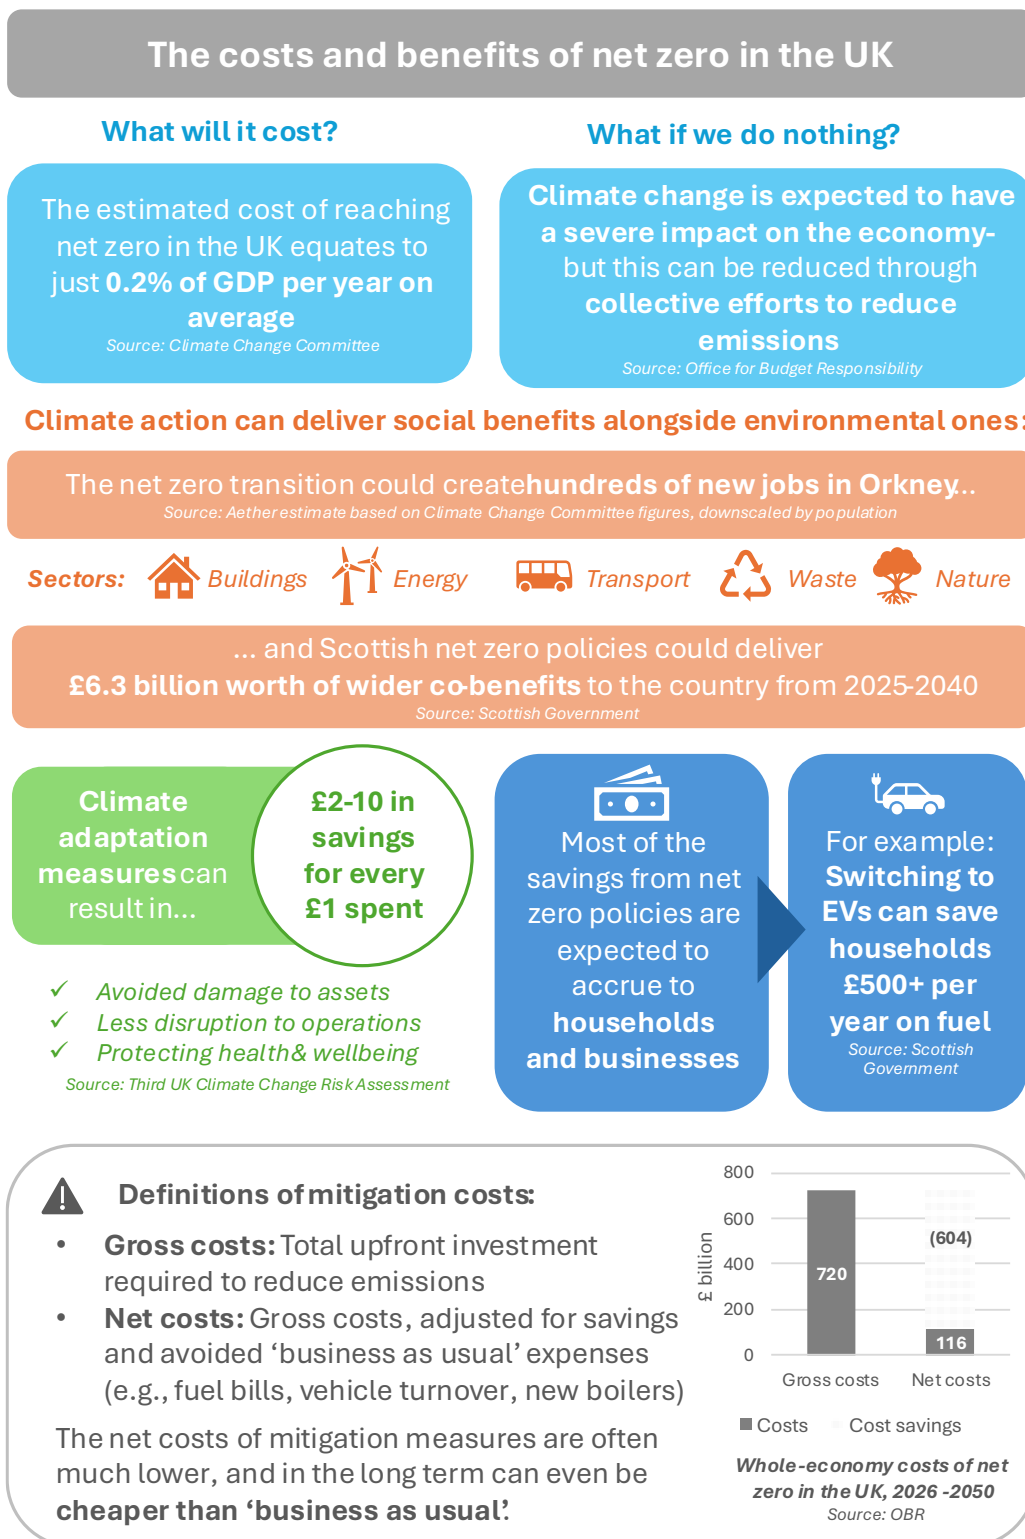 The costs and benefits of net zero in the UK
What will it cost?
The estimated cost of reaching
net zero in the UK equates to
just 0.2% of GDP per year on
average
Source: Climate Change Committee
What if we do nothing?
Climate change is expected to have
a severe impact on the economy-
but this can be reduced through
collective efforts to reduce
emissions
Source: Office for Budget Responsibility
Climate action can deliver social benefits alongside environmental ones:
The net zero transition could create hundreds of new jobs in Orkney...
Source: Aether estimate based on Climate Change Committee figures, downscaled by population
Sectors: Buildings Energy Transport Waste Nature
... and Scottish net zero policies could deliver
£6.3 billion worth of wider co-benefits to the country from 2025-2040
Source: Scottish Government
Climate
adaptation
measures can
result in...
£2-10 in
savings
for every
£1 spent
✓ Avoided damage to assets
✓ Less disruption to operations
✓ Protecting health & wellbeing
Source: Third UK Climate Change Risk Assessment
Most of the
savings from net
zero policies are
expected to
accrue to
households
and businesses
For example:
Switching to
EVs can save
households
£500+ per
year on fuel
Source: Scottish
Government
Definitions of mitigation costs:
• Gross costs: Total upfront investment
required to reduce emissions
• Net costs: Gross costs, adjusted for savings
and avoided ‘business as usual’ expenses
(e.g., fuel bills, vehicle turnover, new boilers)
The net costs of mitigation measures are often
much lower, and in the long term can even be
cheaper than ‘business as usual’.
£ billion
800
600
400
200
0
720
(604)
116
Gross costs Net costs
Costs Cost savings
Whole-economy costs of net
zero in the UK, 2026 -2050
Source: OBR